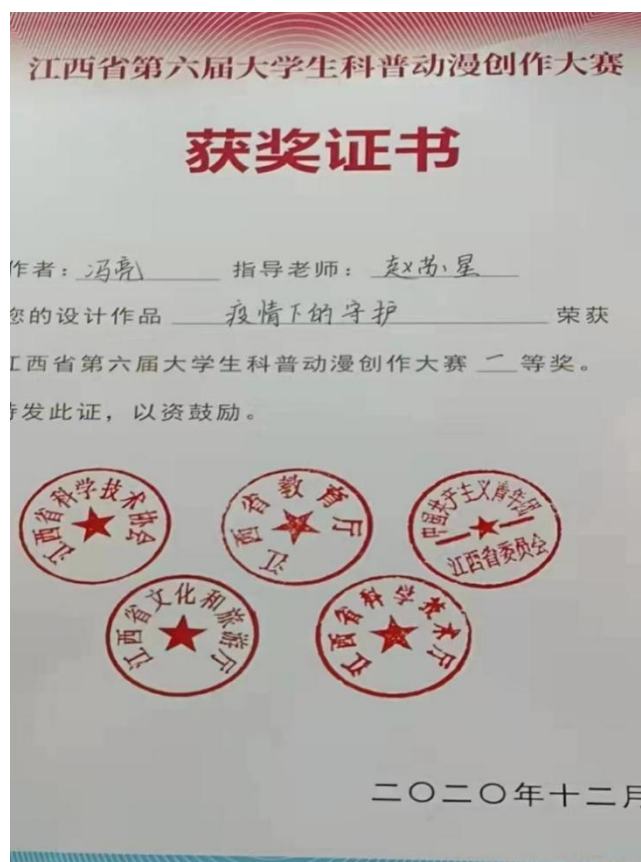 江西省第六届大学生科普动漫创作大赛
获奖证书
作者：冯亮 指导老师：赵苏星
您的设计作品 疫情下的守护 荣获
江西省第六届大学生科普动漫创作大赛 一 等奖。
特发此证，以资鼓励。
江西省科学技术协会
江西省教育厅
中国共产主义青年团
江西省委员会
江西省文化和旅游厅
江西省科学技术厅
二〇二〇年十二月